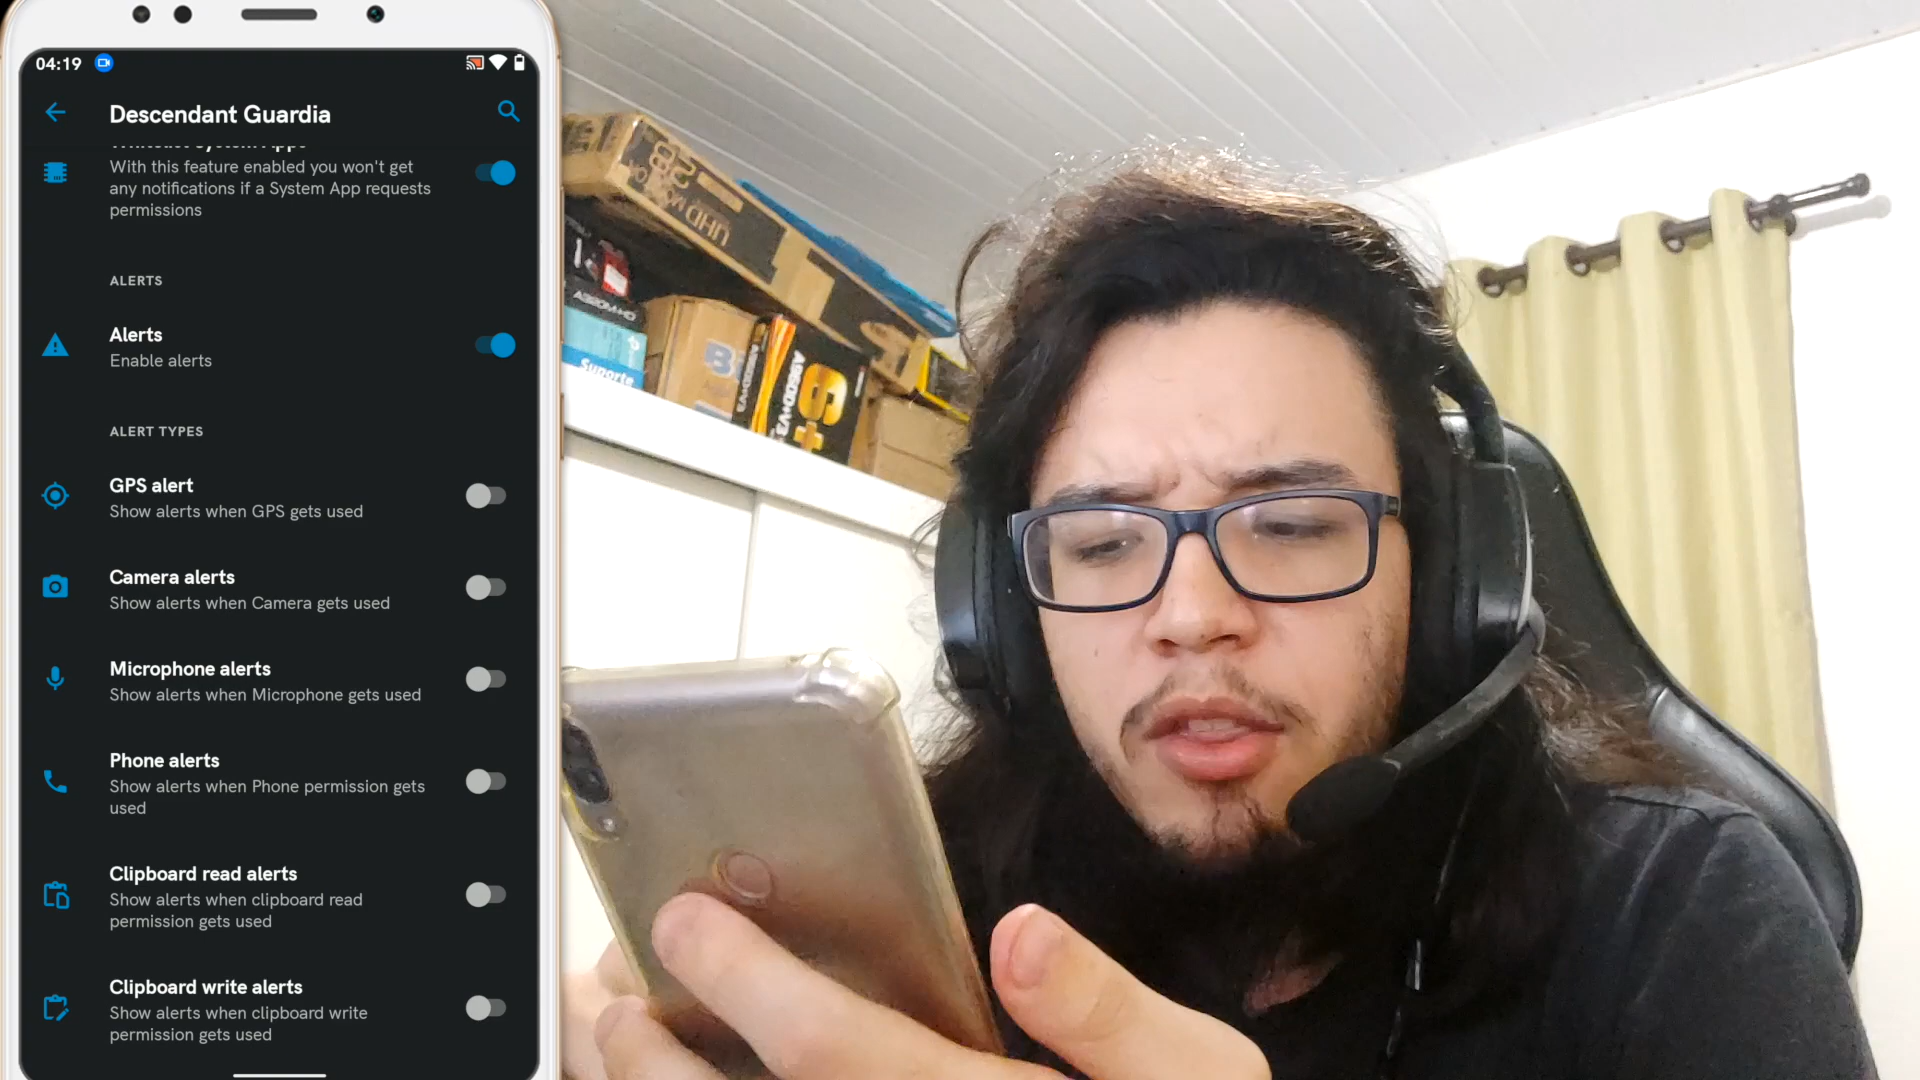 04:19
Descendant Guardia
Whitelist System Apps
With this feature enabled you won't get
any notifications if a System App requests
permissions
ALERTS
Alerts
Enable alerts
ALERT TYPES
GPS alert
Show alerts when GPS gets used
Camera alerts
Show alerts when Camera gets used
Microphone alerts
Show alerts when Microphone gets used
Phone alerts
Show alerts when Phone permission gets
used
Clipboard read alerts
Show alerts when clipboard read
permission gets used
Clipboard write alerts
Show alerts when clipboard write
permission gets used
UHD
Suporte
B